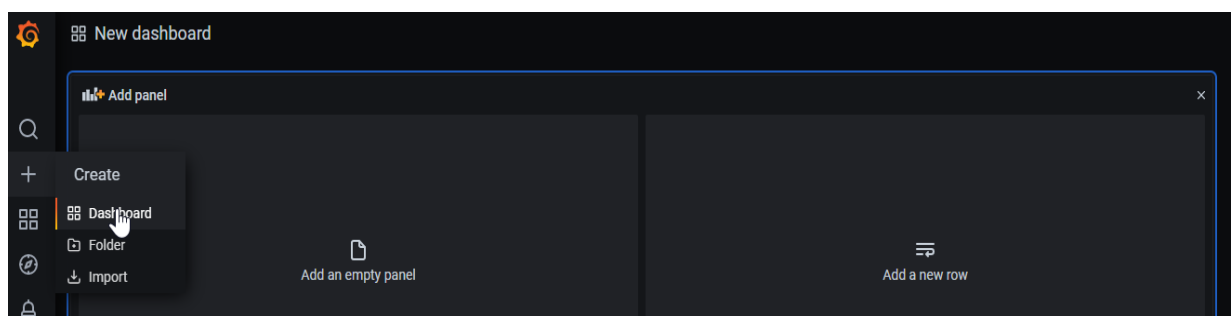 New dashboard
Add panel
Create
Dashboard
Folder
Import
Add an empty panel
Add a new row